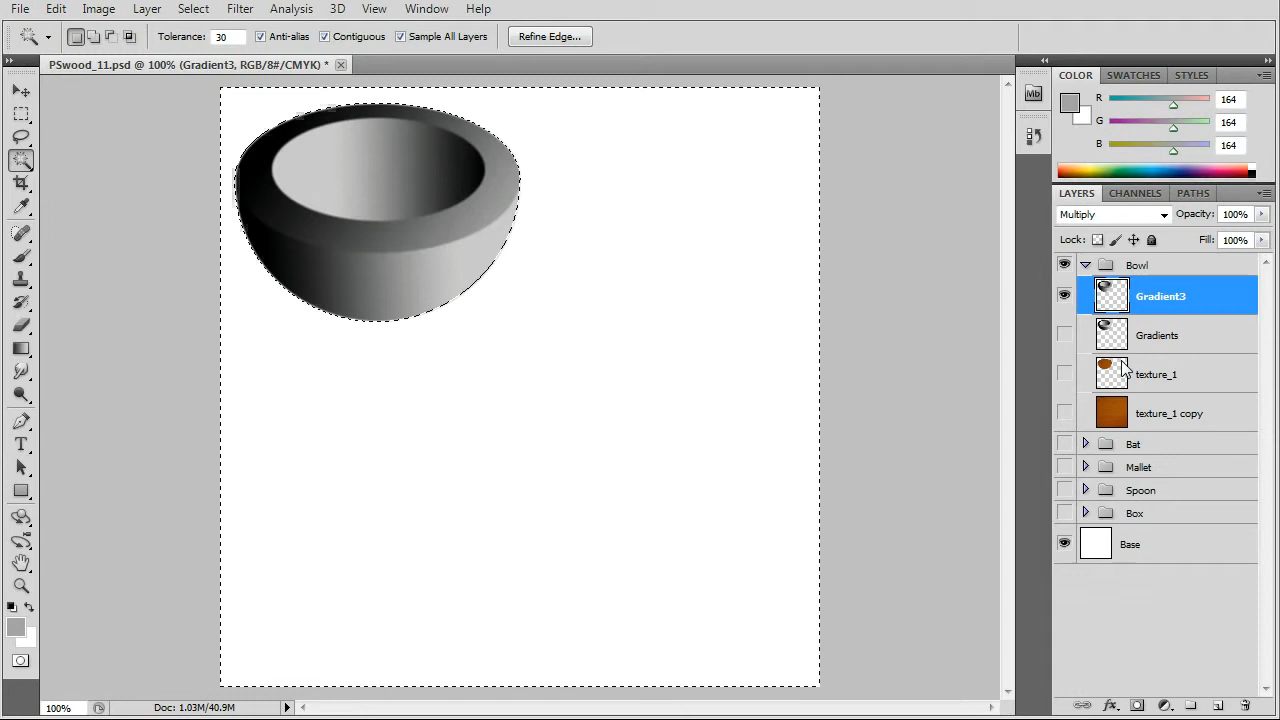 File Edit Image Layer Select Filter Analysis 3D View Window Help
Tolerance: 30 Anti-alias Contiguous Sample All Layers Refine Edge...
PSwood_11.psd @ 100% (Gradient3, RGB/8#/CMYK) *
COLOR SWATCHES STYLES
Mb
R 164
G 164
B 164
LAYERS CHANNELS PATHS
Multiply Opacity: 100%
Lock: Fill: 100%
Bowl
Gradient3
Gradients
texture_1
texture_1 copy
Bat
Mallet
Spoon
Box
Base
T
fx
100% Doc: 1.03M/40.9M